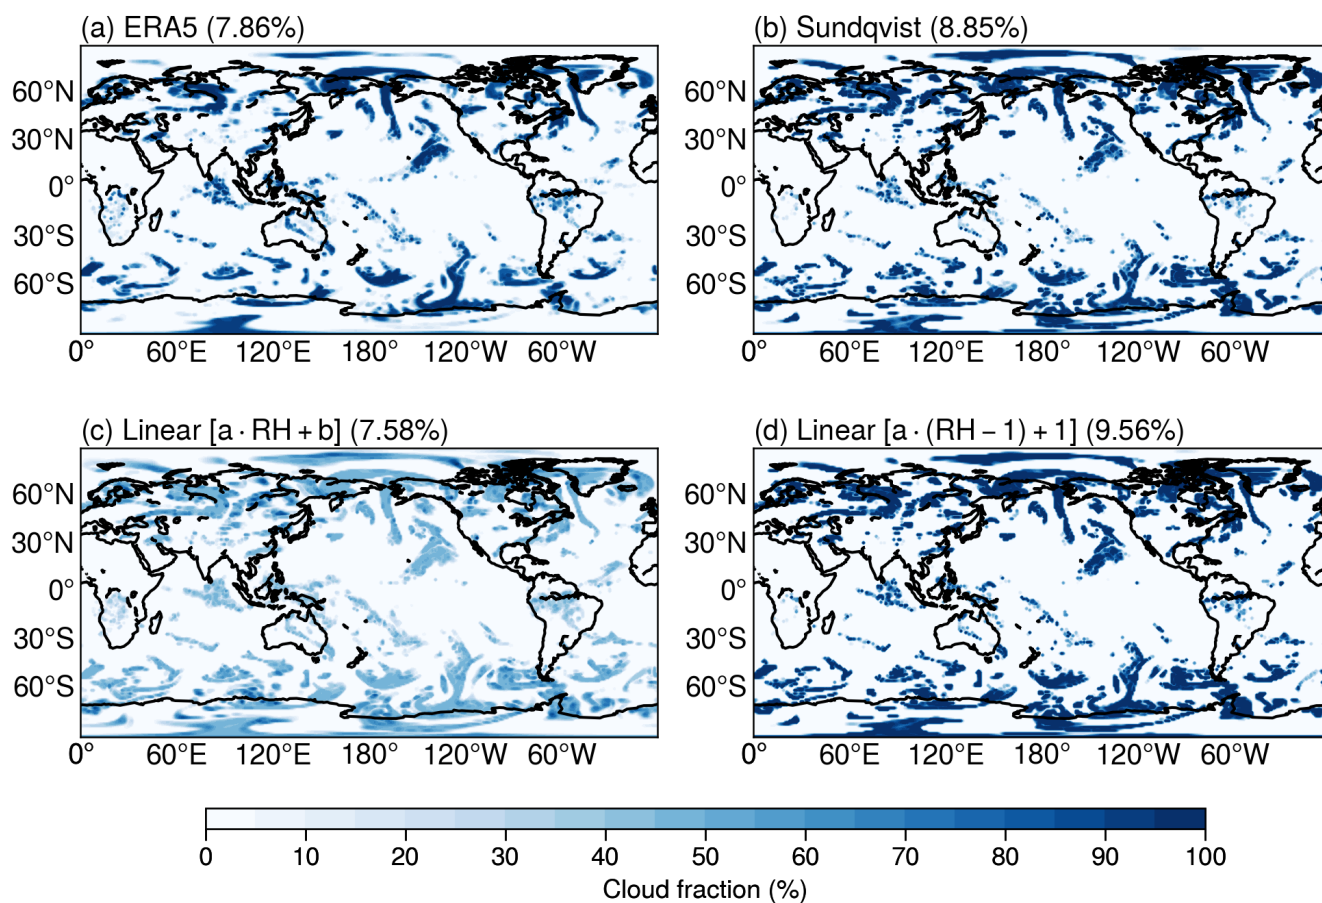 (a) ERA5 (7.86%)
(b) Sundqvist (8.85%)
60°N
30°N
0°
30°S
60°S
0° 60°E 120°E 180° 120°W 60°W
60°N
30°N
0°
30°S
60°S
0° 60°E 120°E 180° 120°W 60°W
(c) Linear [a · RH + b] (7.58%)
(d) Linear [a · (RH − 1) + 1] (9.56%)
60°N
30°N
0°
30°S
60°S
0° 60°E 120°E 180° 120°W 60°W
60°N
30°N
0°
30°S
60°S
0° 60°E 120°E 180° 120°W 60°W
0 10 20 30 40 50 60 70 80 90 100
Cloud fraction (%)